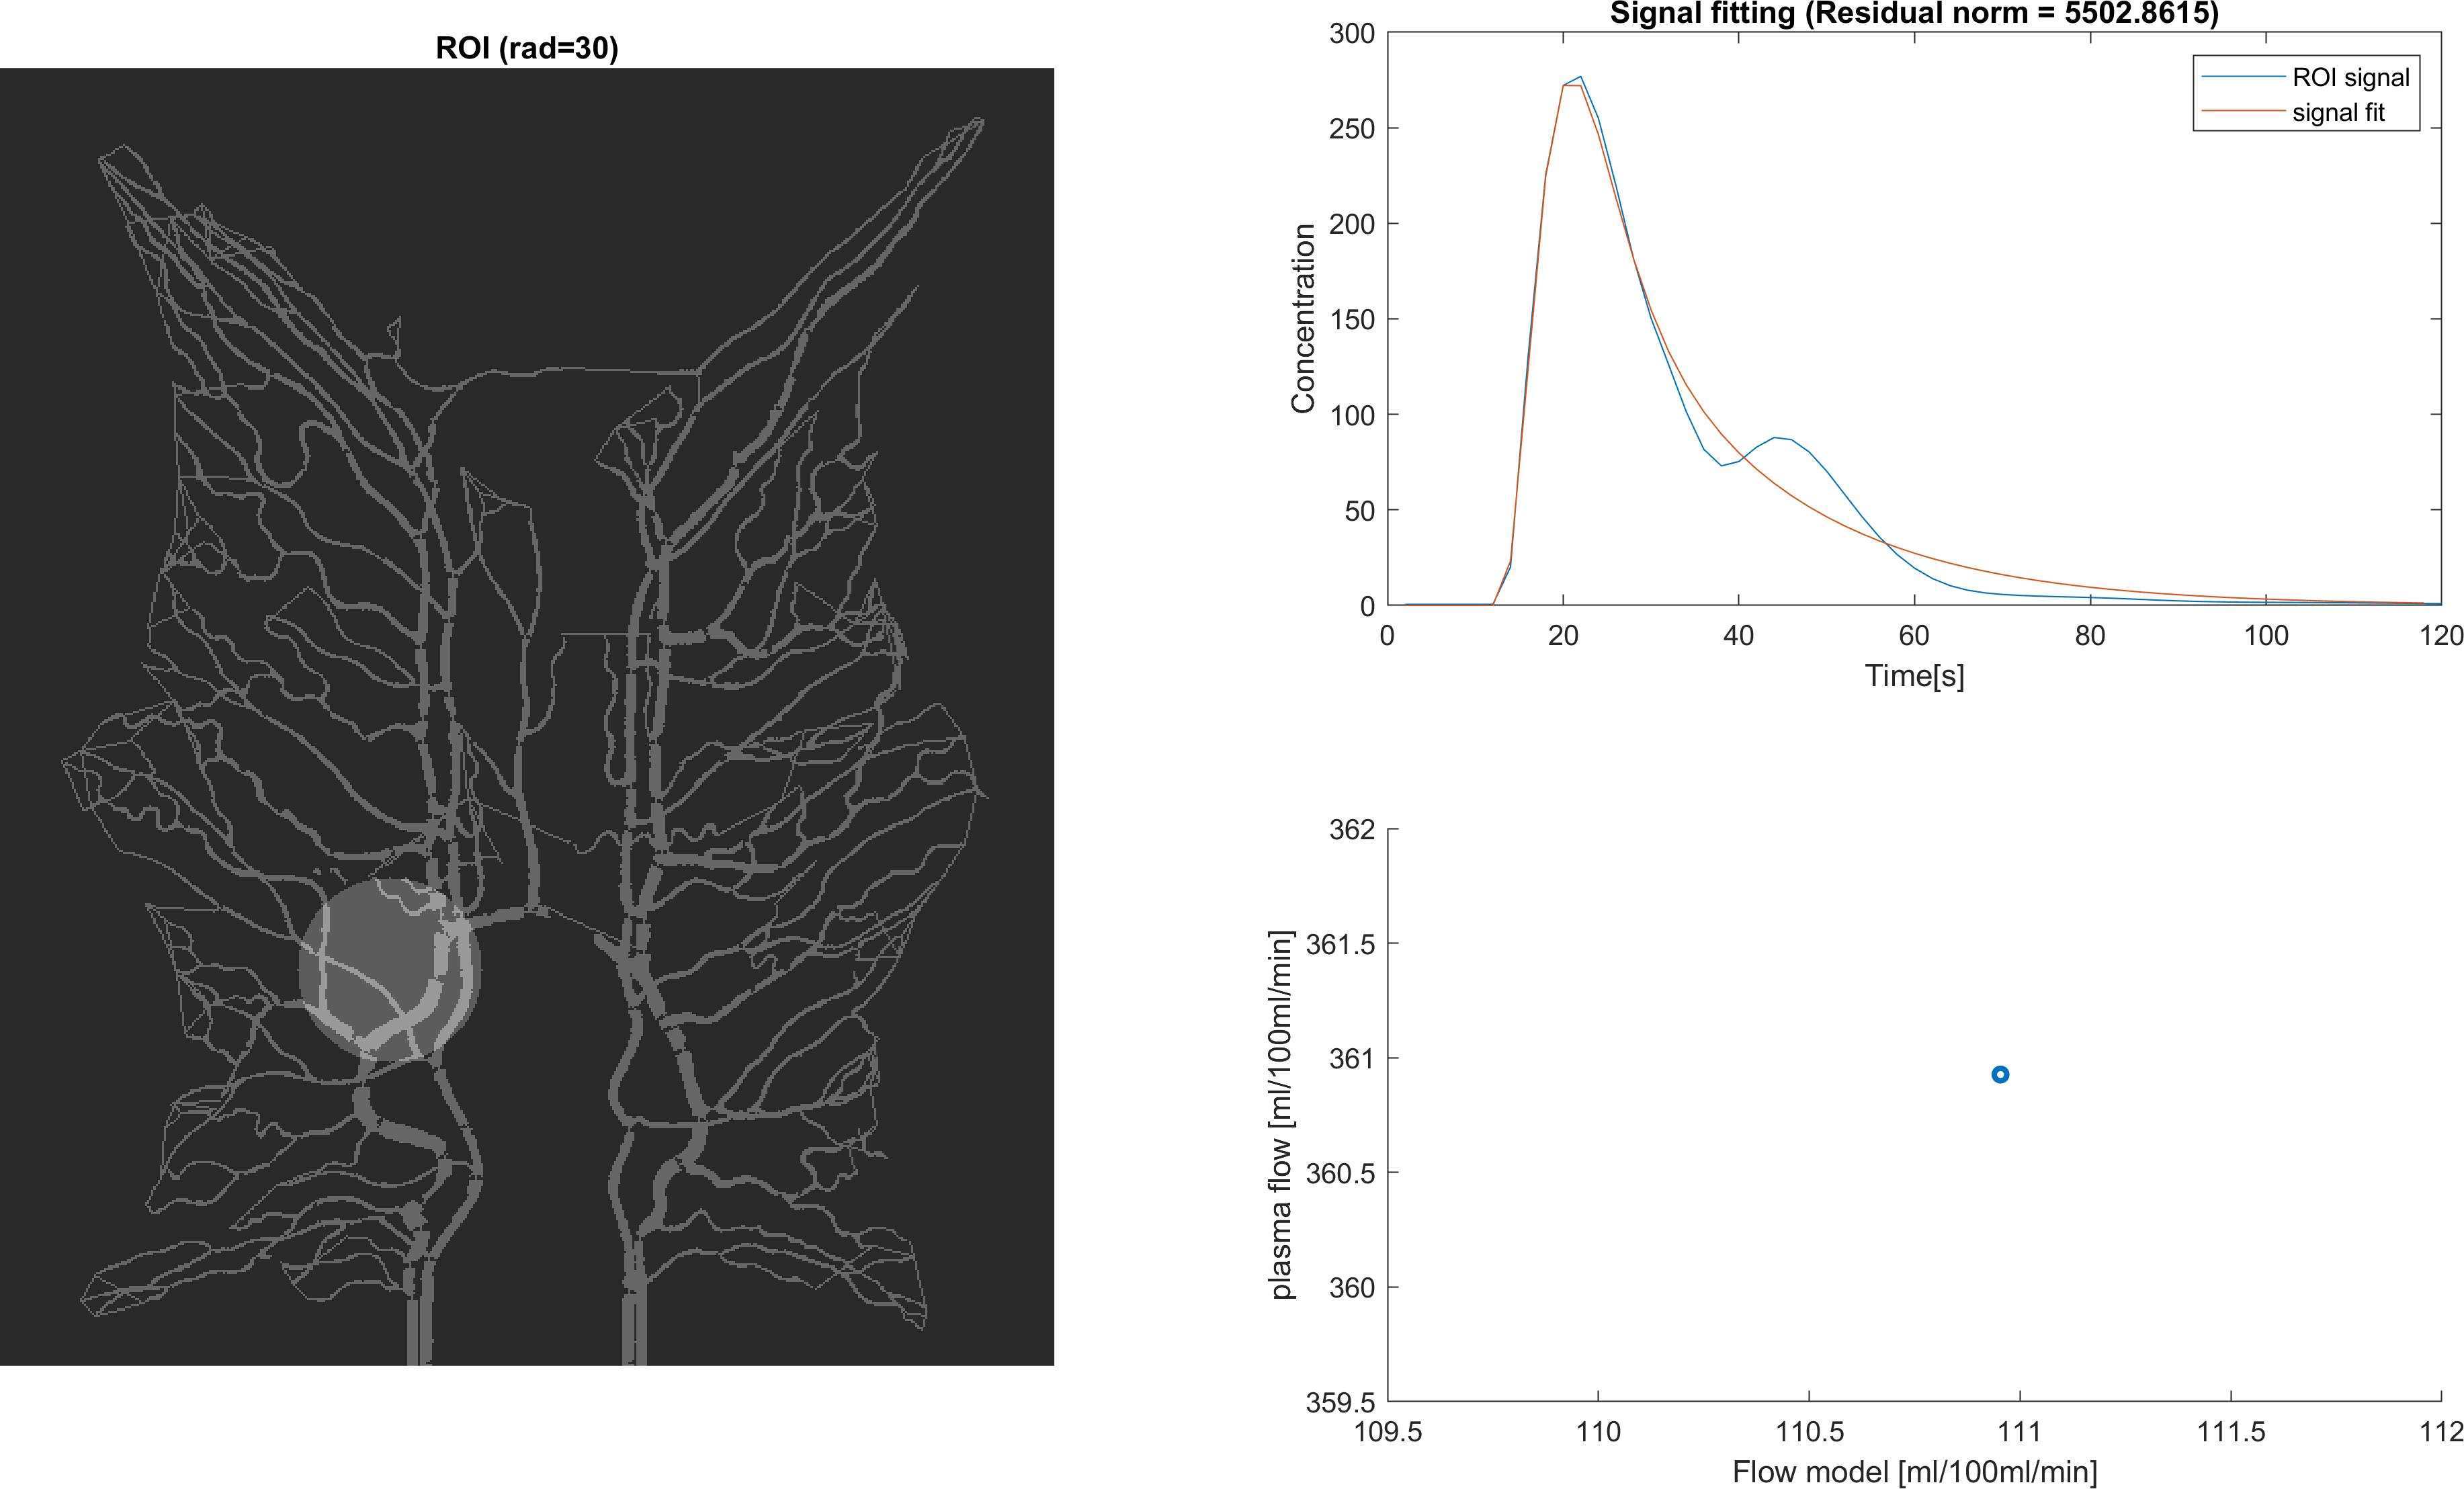 ROI (rad=30)
Signal fitting (Residual norm = 5502.8615)
300
250
200
150
100
50
0
Concentration
ROI signal
signal fit
0 20 40 60 80 100 120
Time[s]
362
361.5
361
360.5
360
359.5
plasma flow [ml/100ml/min]
109.5 110 110.5 111 111.5 112
Flow model [ml/100ml/min]